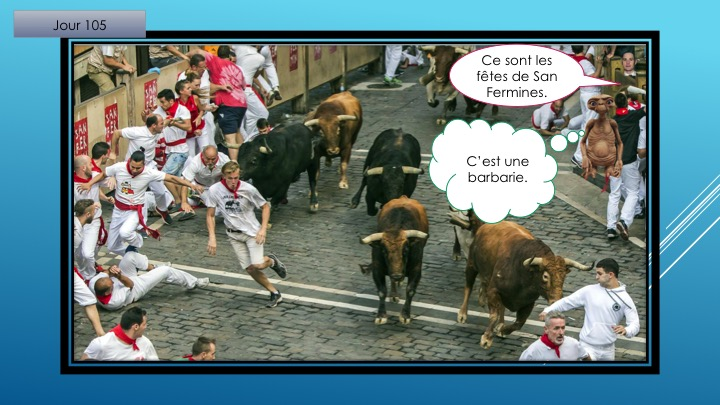 Jour 105
Ce sont les
fêtes de San
Fermines.
C'est une
barbarie.